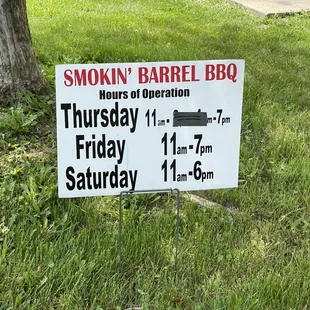 SMOKIN' BARREL BBQ
Hours of Operation
Thursday 11am- m-7pm
Friday 11am-7pm
Saturday 11am-6pm